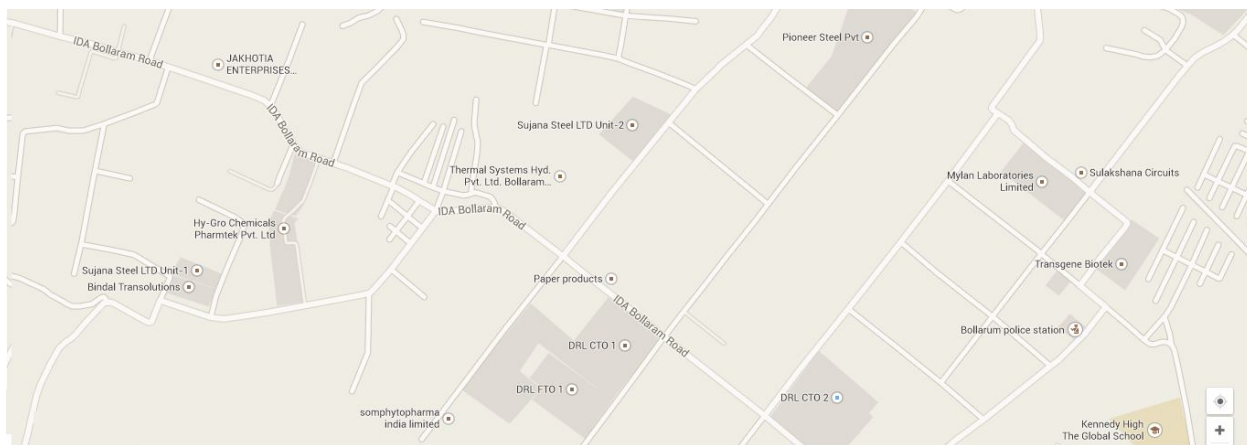 IDA Bollaram Road
JAKHOTIA
ENTERPRISES...
Pioneer Steel Pvt
IDA Bollaram Road
Sujana Steel LTD Unit-2
Thermal Systems Hyd.
Pvt. Ltd. Bollaram...
Mylan Laboratories
Limited
Sulakshana Circuits
IDA Bollaram Road
Hy-Gro Chemicals
Pharmtek Pvt. Ltd
Sujana Steel LTD Unit-1
Bindal Transolutions
Paper products
Transgene Biotek
IDA Bollaram Road
Bollarum police station
DRL CTO 1
DRL FTO 1
DRL CTO 2
somphytopharma
india limited
Kennedy High
The Global School
+